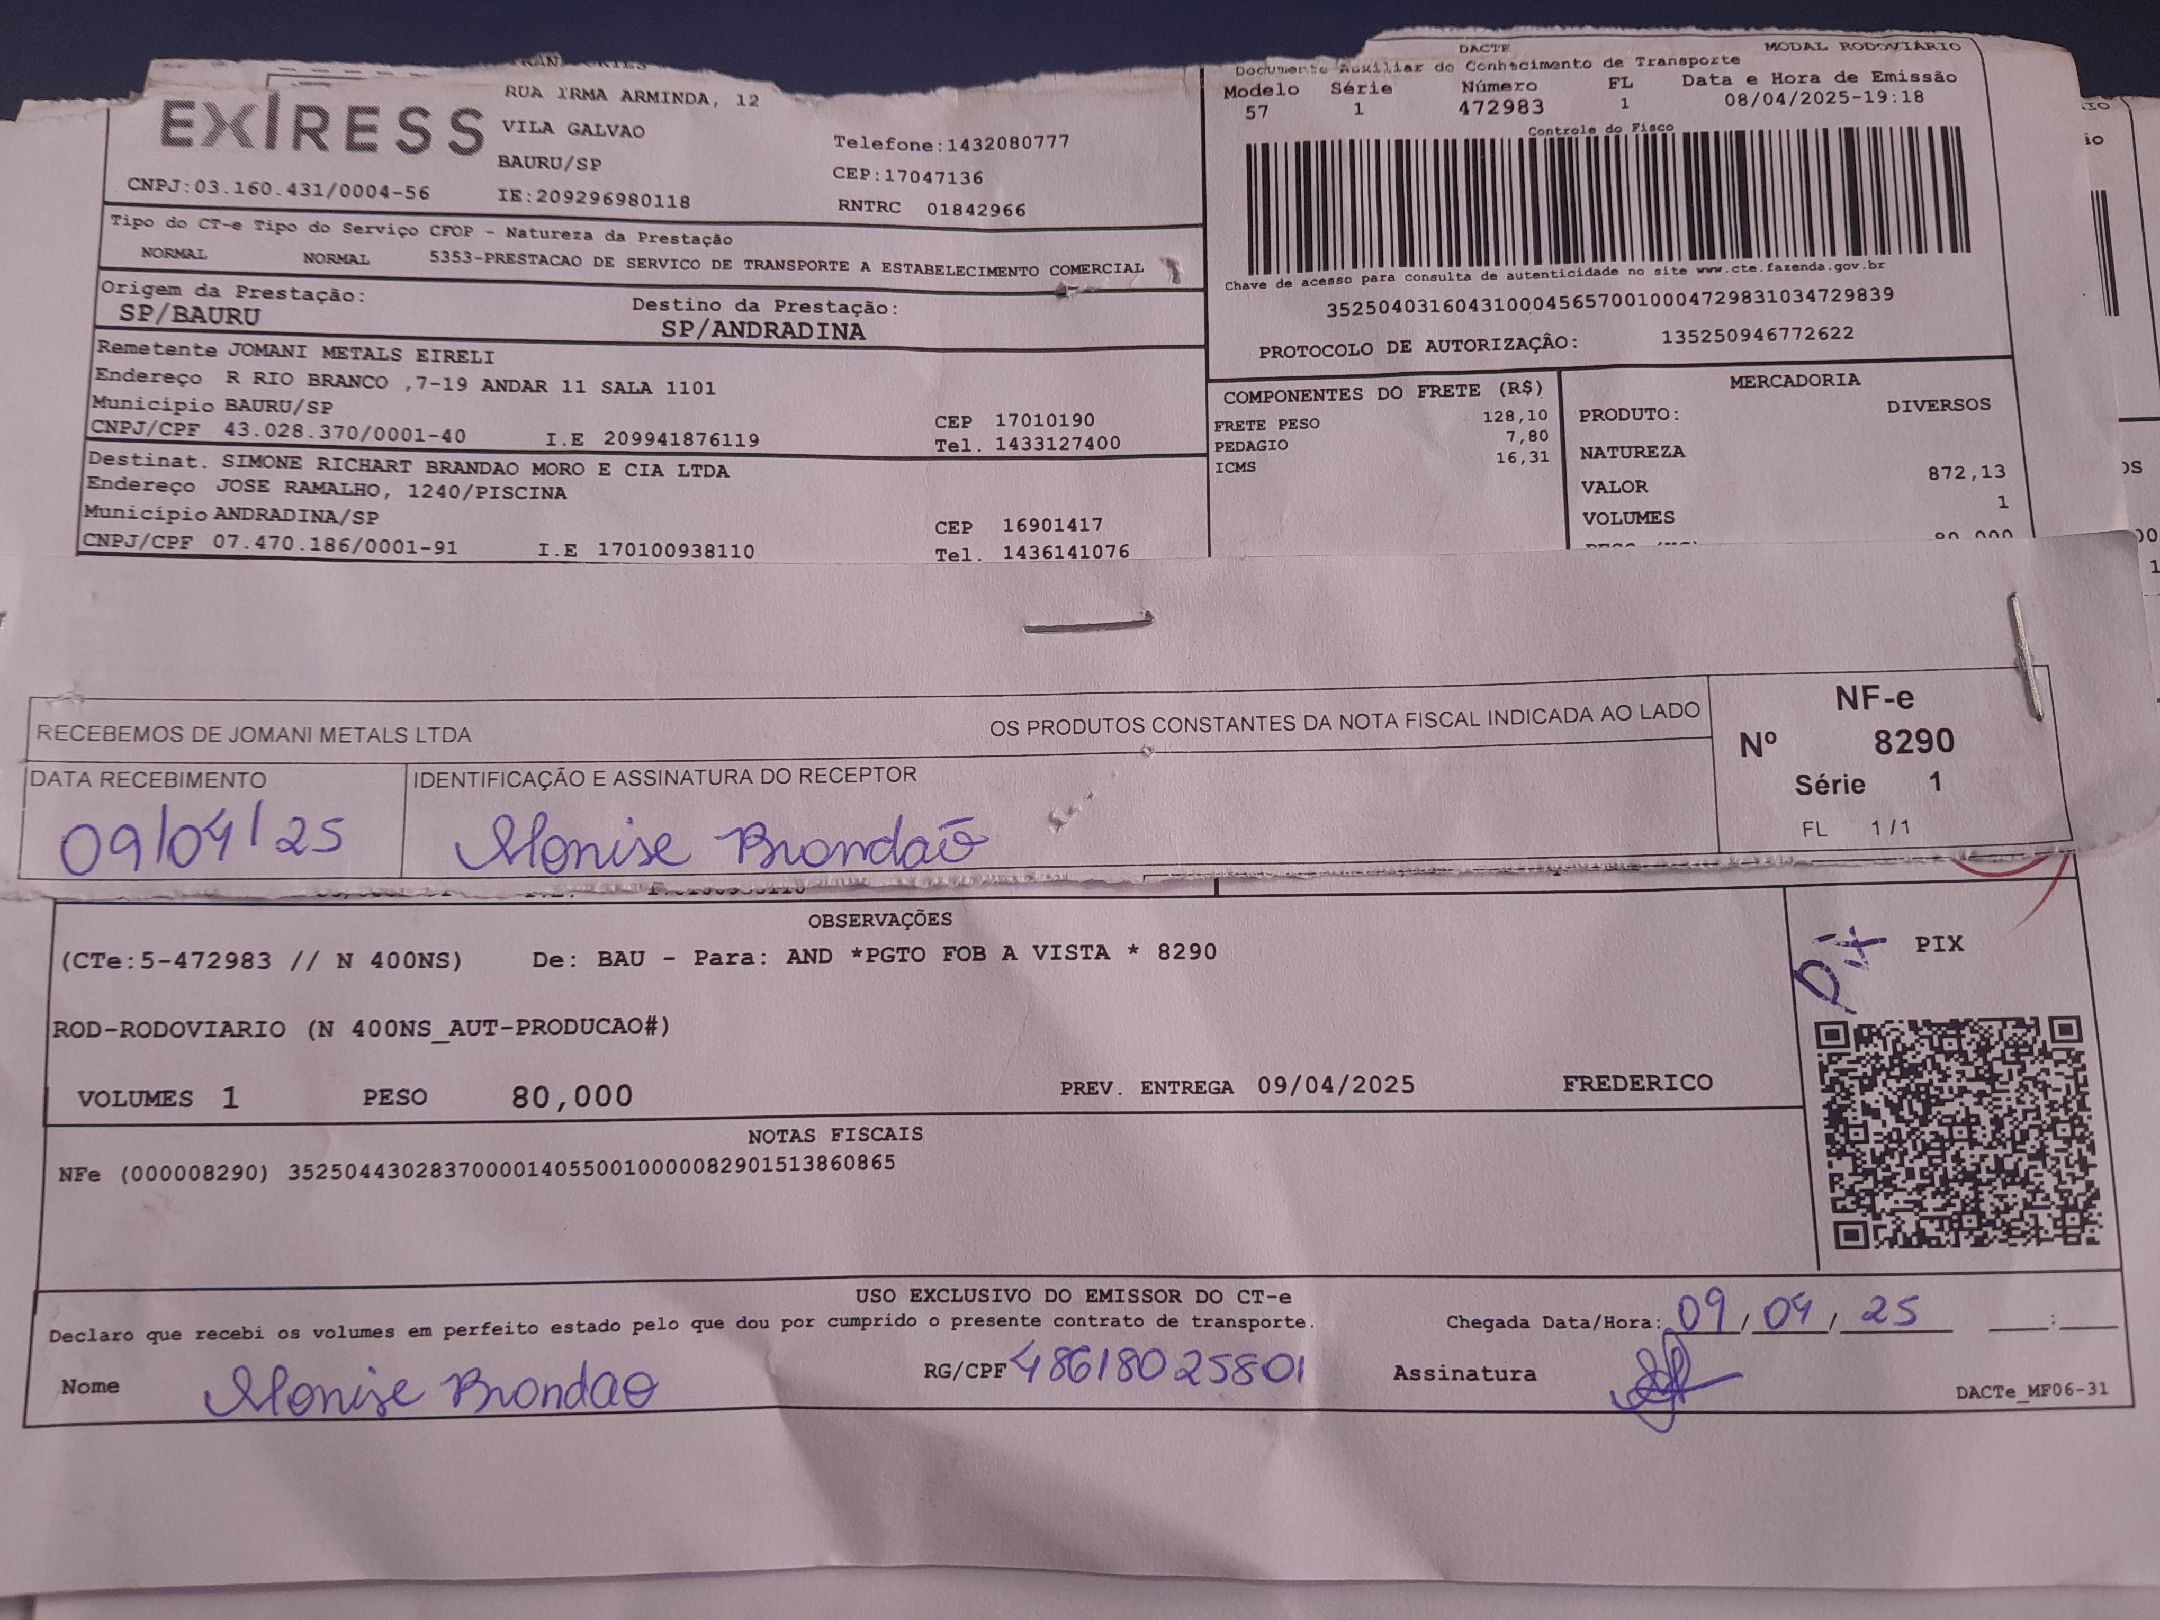 DACTE MODAL RODOVIÁRIO
Documento Auxiliar do Conhecimento de Transporte
Modelo Série Número FL Data e Hora de Emissão
57 1 472983 1 08/04/2025-19:18
Controle do Fisco
Chave de acesso para consulta de autenticidade no site www.cte.fazenda.gov.br
35250403160431000456570010004729831034729839
PROTOCOLO DE AUTORIZAÇÃO: 135250946772622
EXIRESS
RUA IRMA ARMINDA, 12
VILA GALVAO
BAURU/SP
Telefone:1432080777
CEP:17047136
CNPJ:03.160.431/0004-56 IE:209296980118 RNTRC 01842966
Tipo do CT-e Tipo do Serviço CFOP - Natureza da Prestação
NORMAL NORMAL 5353-PRESTACAO DE SERVICO DE TRANSPORTE A ESTABELECIMENTO COMERCIAL
Origem da Prestação: Destino da Prestação:
SP/BAURU SP/ANDRADINA
Remetente JOMANI METALS EIRELI
Endereço R RIO BRANCO ,7-19 ANDAR 11 SALA 1101
Município BAURU/SP CEP 17010190
CNPJ/CPF 43.028.370/0001-40 I.E 209941876119 Tel. 1433127400
Destinat. SIMONE RICHART BRANDAO MORO E CIA LTDA
Endereço JOSE RAMALHO, 1240/PISCINA
Município ANDRADINA/SP CEP 16901417
CNPJ/CPF 07.470.186/0001-91 I.E 170100938110 Tel. 1436141076
COMPONENTES DO FRETE (R$)
FRETE PESO 128,10
PEDAGIO 7,80
ICMS 16,31
MERCADORIA
PRODUTO: DIVERSOS
NATUREZA
VALOR 872,13
VOLUMES 1
RECEBEMOS DE JOMANI METALS LTDA OS PRODUTOS CONSTANTES DA NOTA FISCAL INDICADA AO LADO
DATA RECEBIMENTO IDENTIFICAÇÃO E ASSINATURA DO RECEPTOR
09/04/25 Monise Brandão
NF-e
Nº 8290
Série 1
FL 1/1
OBSERVAÇÕES
(CTe:5-472983 // N 400NS) De: BAU - Para: AND *PGTO FOB A VISTA * 8290
Pix PIX
ROD-RODOVIARIO (N 400NS_AUT-PRODUCAO#)
VOLUMES 1 PESO 80,000 PREV. ENTREGA 09/04/2025 FREDERICO
NOTAS FISCAIS
NFe (000008290) 35250443028370000140550010000082901513860865
USO EXCLUSIVO DO EMISSOR DO CT-e
Declaro que recebi os volumes em perfeito estado pelo que dou por cumprido o presente contrato de transporte. Chegada Data/Hora: 09/04/25 __:__
Nome Monise Brandao RG/CPF 48618025801 Assinatura
DACTe_MF06-31